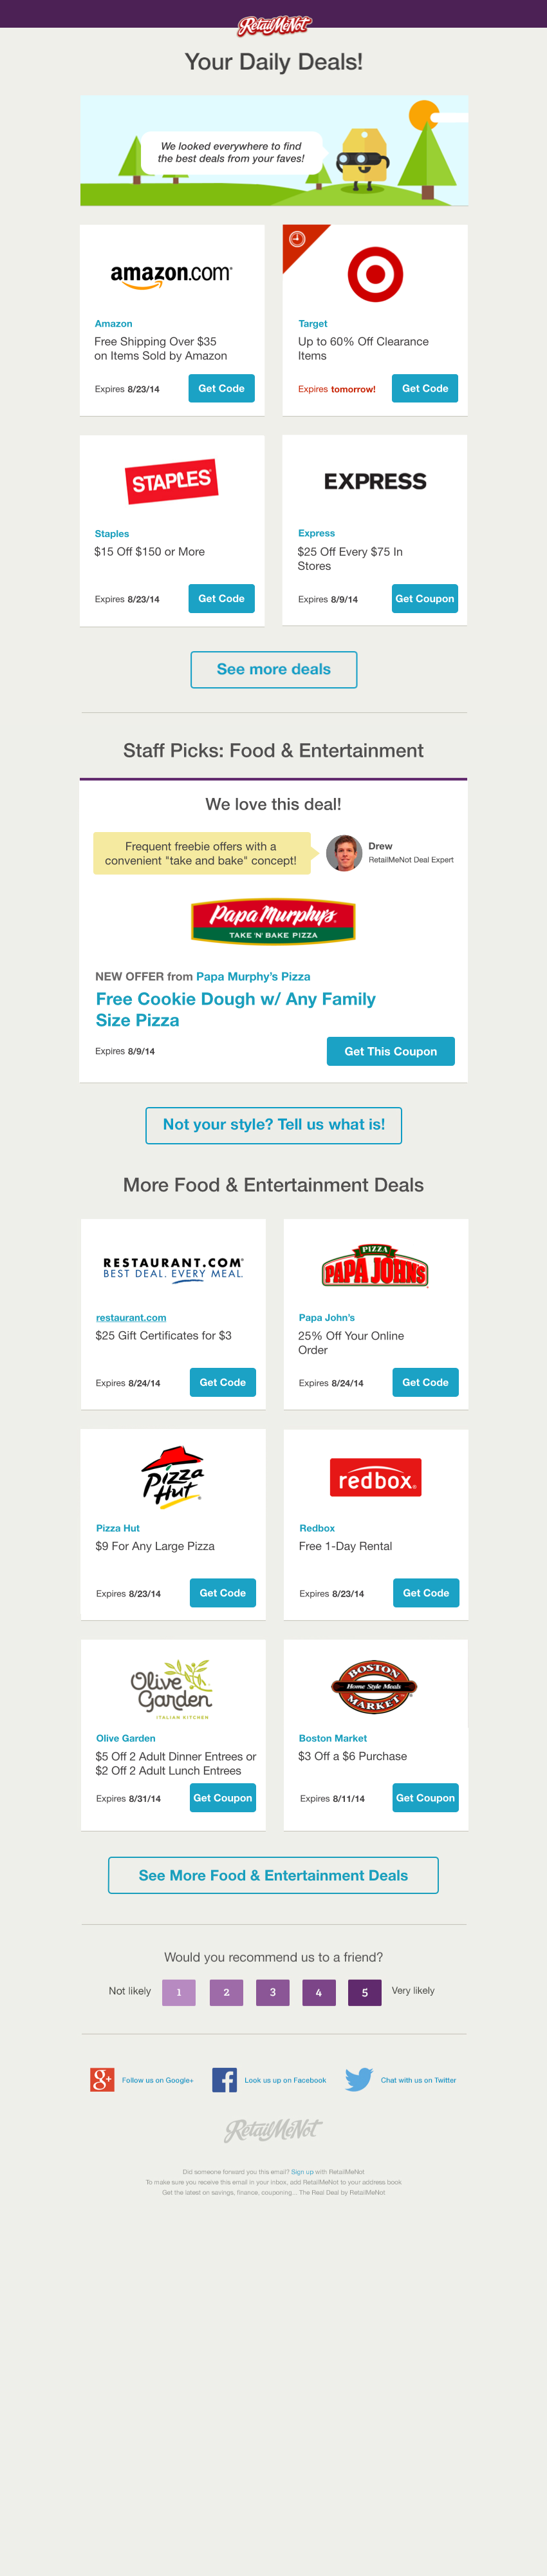 RetailMeNot
Your Daily Deals!
We looked everywhere to find
the best deals from your faves!
amazon.com
Amazon
Free Shipping Over $35
on Items Sold by Amazon
Expires 8/23/14
Get Code
Target
Up to 60% Off Clearance
Items
Expires tomorrow!
Get Code
STAPLES
Staples
$15 Off $150 or More
Expires 8/23/14
Get Code
EXPRESS
Express
$25 Off Every $75 In
Stores
Expires 8/9/14
Get Coupon
See more deals
Staff Picks: Food & Entertainment
We love this deal!
Frequent freebie offers with a
convenient "take and bake" concept!
Drew
RetailMeNot Deal Expert
Papa Murphy's
TAKE 'N' BAKE PIZZA
NEW OFFER from Papa Murphy's Pizza
Free Cookie Dough w/ Any Family
Size Pizza
Expires 8/9/14
Get This Coupon
Not your style? Tell us what is!
More Food & Entertainment Deals
RESTAURANT.COM®
BEST DEAL. EVERY MEAL.
restaurant.com
$25 Gift Certificates for $3
Expires 8/24/14
Get Code
PIZZA
PAPA JOHN'S
Papa John's
25% Off Your Online
Order
Expires 8/24/14
Get Code
Pizza
Hut
Pizza Hut
$9 For Any Large Pizza
Expires 8/23/14
Get Code
redbox.
Redbox
Free 1-Day Rental
Expires 8/23/14
Get Code
Olive
Garden
ITALIAN KITCHEN
Olive Garden
$5 Off 2 Adult Dinner Entrees or
$2 Off 2 Adult Lunch Entrees
Expires 8/31/14
Get Coupon
BOSTON
Home Style Meals
MARKET
Boston Market
$3 Off a $6 Purchase
Expires 8/11/14
Get Coupon
See More Food & Entertainment Deals
Would you recommend us to a friend?
Not likely 1 2 3 4 5 Very likely
g+ Follow us on Google+
f Look us up on Facebook
Chat with us on Twitter
RetailMeNot
Did someone forward you this email? Sign up with RetailMeNot
To make sure you receive this email in your inbox, add RetailMeNot to your address book
Get the latest on savings, finance, couponing... The Real Deal by RetailMeNot